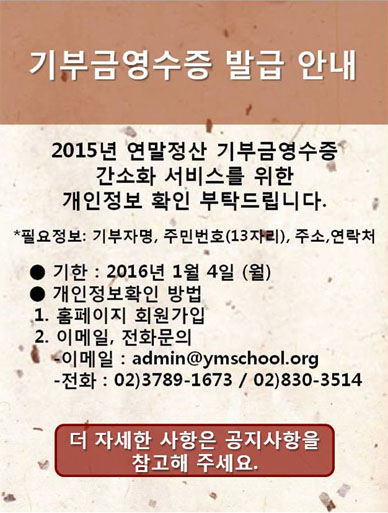 기부금영수증 발급 안내
2015년 연말정산 기부금영수증
간소화 서비스를 위한
개인정보 확인 부탁드립니다.
*필요정보: 기부자명, 주민번호(13자리), 주소,연락처
● 기한 : 2016년 1월 4일 (월)
● 개인정보확인 방법
1. 홈페이지 회원가입
2. 이메일, 전화문의
-이메일 : admin@ymschool.org
-전화 : 02)3789-1673 / 02)830-3514
더 자세한 사항은 공지사항을
참고해 주세요.